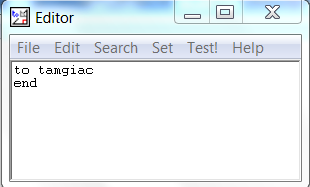 Editor
File Edit Search Set Test! Help
to tamgiac
end